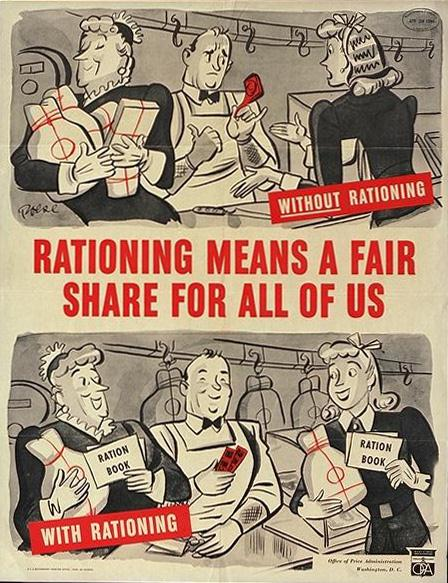 Roese
WITHOUT RATIONING
RATIONING MEANS A FAIR
SHARE FOR ALL OF US
RATION
BOOK
RATION
BOOK
WITH RATIONING
Office of Price Administration
Washington, D. C.
OPA